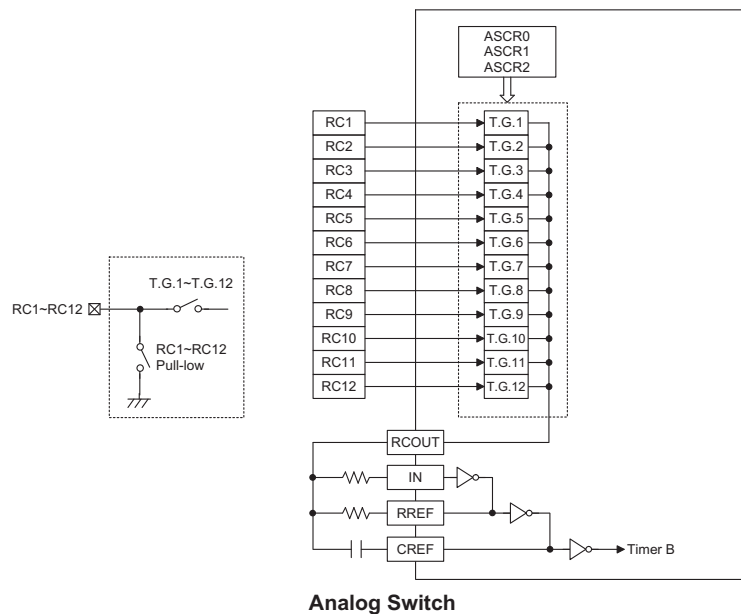 ASCR0
ASCR1
ASCR2
RC1 T.G.1
RC2 T.G.2
RC3 T.G.3
RC4 T.G.4
RC5 T.G.5
RC6 T.G.6
RC7 T.G.7
RC8 T.G.8
RC9 T.G.9
RC10 T.G.10
RC11 T.G.11
RC12 T.G.12
T.G.1~T.G.12
RC1~RC12
RC1~RC12
Pull-low
RCOUT
IN
RREF
CREF
Timer B
Analog Switch